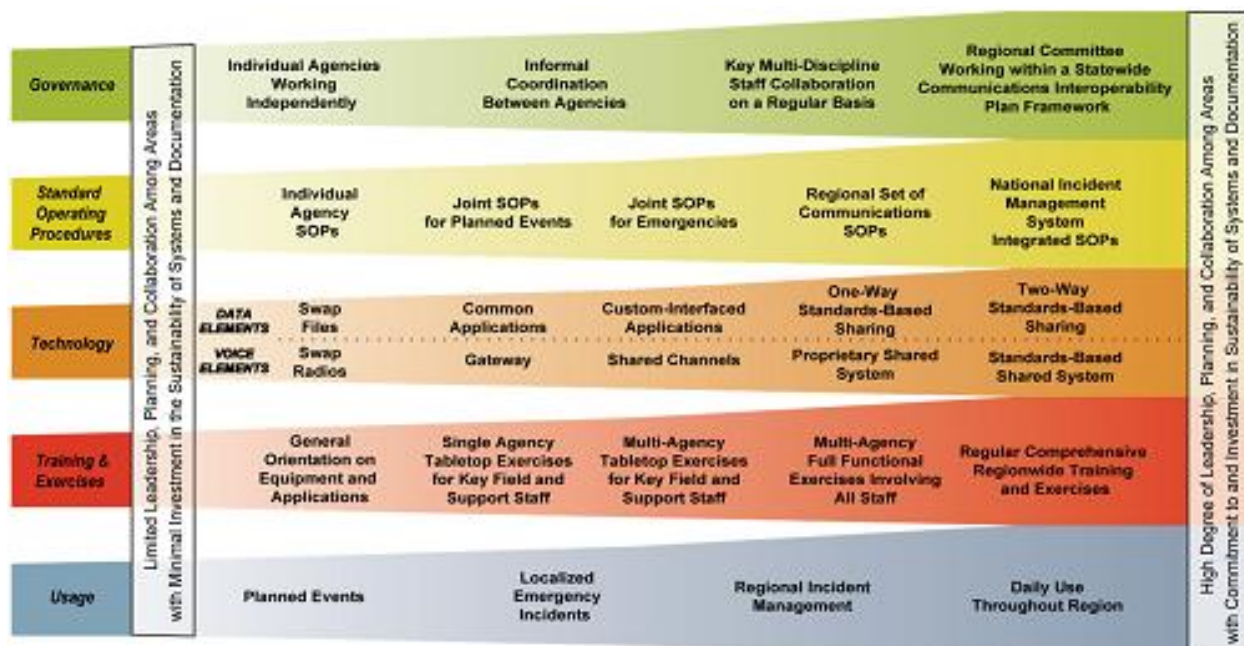 Governance
Standard
Operating
Procedures
Technology
Training &
Exercises
Usage
Limited Leadership, Planning, and Collaboration Among Areas
with Minimal Investment in the Sustainability of Systems and Documentation
Individual Agencies
Working
Independently
Informal
Coordination
Between Agencies
Key Multi-Discipline
Staff Collaboration
on a Regular Basis
Regional Committee
Working within a Statewide
Communications Interoperability
Plan Framework
Individual
Agency
SOPs
Joint SOPs
for Planned Events
Joint SOPs
for Emergencies
Regional Set of
Communications
SOPs
National Incident
Management
System
Integrated SOPs
DATA
ELEMENTS
Swap
Files
Common
Applications
Custom-Interfaced
Applications
One-Way
Standards-Based
Sharing
Two-Way
Standards-Based
Sharing
VOICE
ELEMENTS
Swap
Radios
Gateway
Shared Channels
Proprietary Shared
System
Standards-Based
Shared System
General
Orientation on
Equipment and
Applications
Single Agency
Tabletop Exercises
for Key Field and
Support Staff
Multi-Agency
Tabletop Exercises
for Key Field and
Support Staff
Multi-Agency
Full Functional
Exercises Involving
All Staff
Regular Comprehensive
Regionwide Training
and Exercises
Planned Events
Localized
Emergency
Incidents
Regional Incident
Management
Daily Use
Throughout Region
High Degree of Leadership, Planning, and Collaboration Among Areas
with Commitment to and Investment in Sustainability of Systems and Documentation